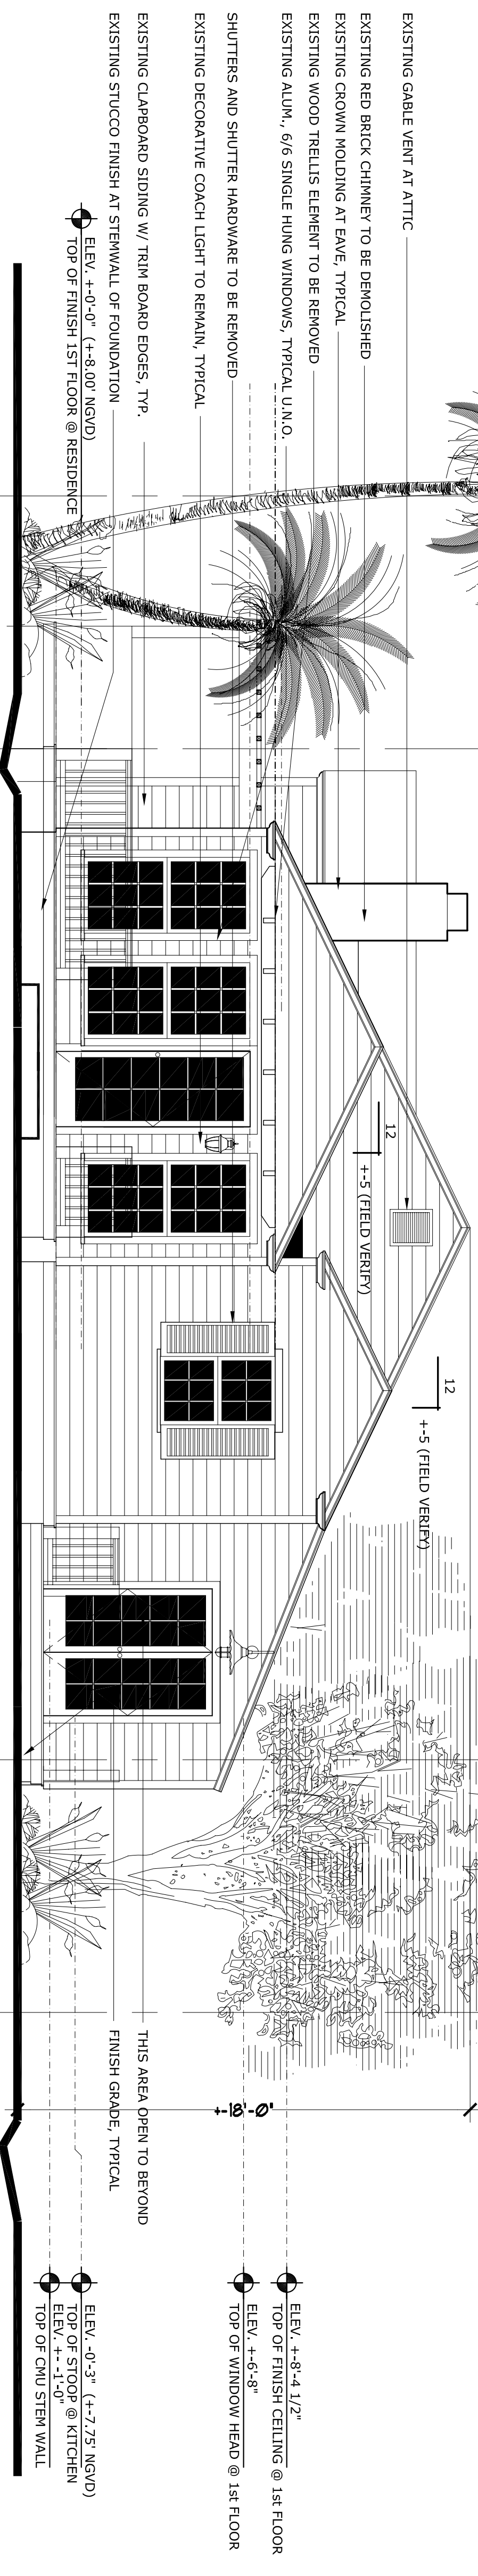 EXISTING GABLE VENT AT ATTIC
EXISTING RED BRICK CHIMNEY TO BE DEMOLISHED
EXISTING CROWN MOLDING AT EAVE, TYPICAL
EXISTING WOOD TRELLIS ELEMENT TO BE REMOVED
EXISTING ALUM., 6/6 SINGLE HUNG WINDOWS, TYPICAL U.N.O.
SHUTTERS AND SHUTTER HARDWARE TO BE REMOVED
EXISTING DECORATIVE COACH LIGHT TO REMAIN, TYPICAL
EXISTING CLAPBOARD SIDING W/ TRIM BOARD EDGES, TYP.
EXISTING STUCCO FINISH AT STEMWALL OF FOUNDATION
ELEV. +-0'-0" (+-8.00' NGVD)
TOP OF FINISH 1ST FLOOR @ RESIDENCE
12
+-5 (FIELD VERIFY)
12
+-5 (FIELD VERIFY)
THIS AREA OPEN TO BEYOND
FINISH GRADE, TYPICAL
+-18'-0"
ELEV. +-8'-4 1/2"
TOP OF FINISH CEILING @ 1st FLOOR
ELEV. +-6'-8"
TOP OF WINDOW HEAD @ 1st FLOOR
ELEV. -0'-3" (+-7.75' NGVD)
TOP OF STOOP @ KITCHEN
ELEV. +- -1'-0"
TOP OF CMU STEM WALL